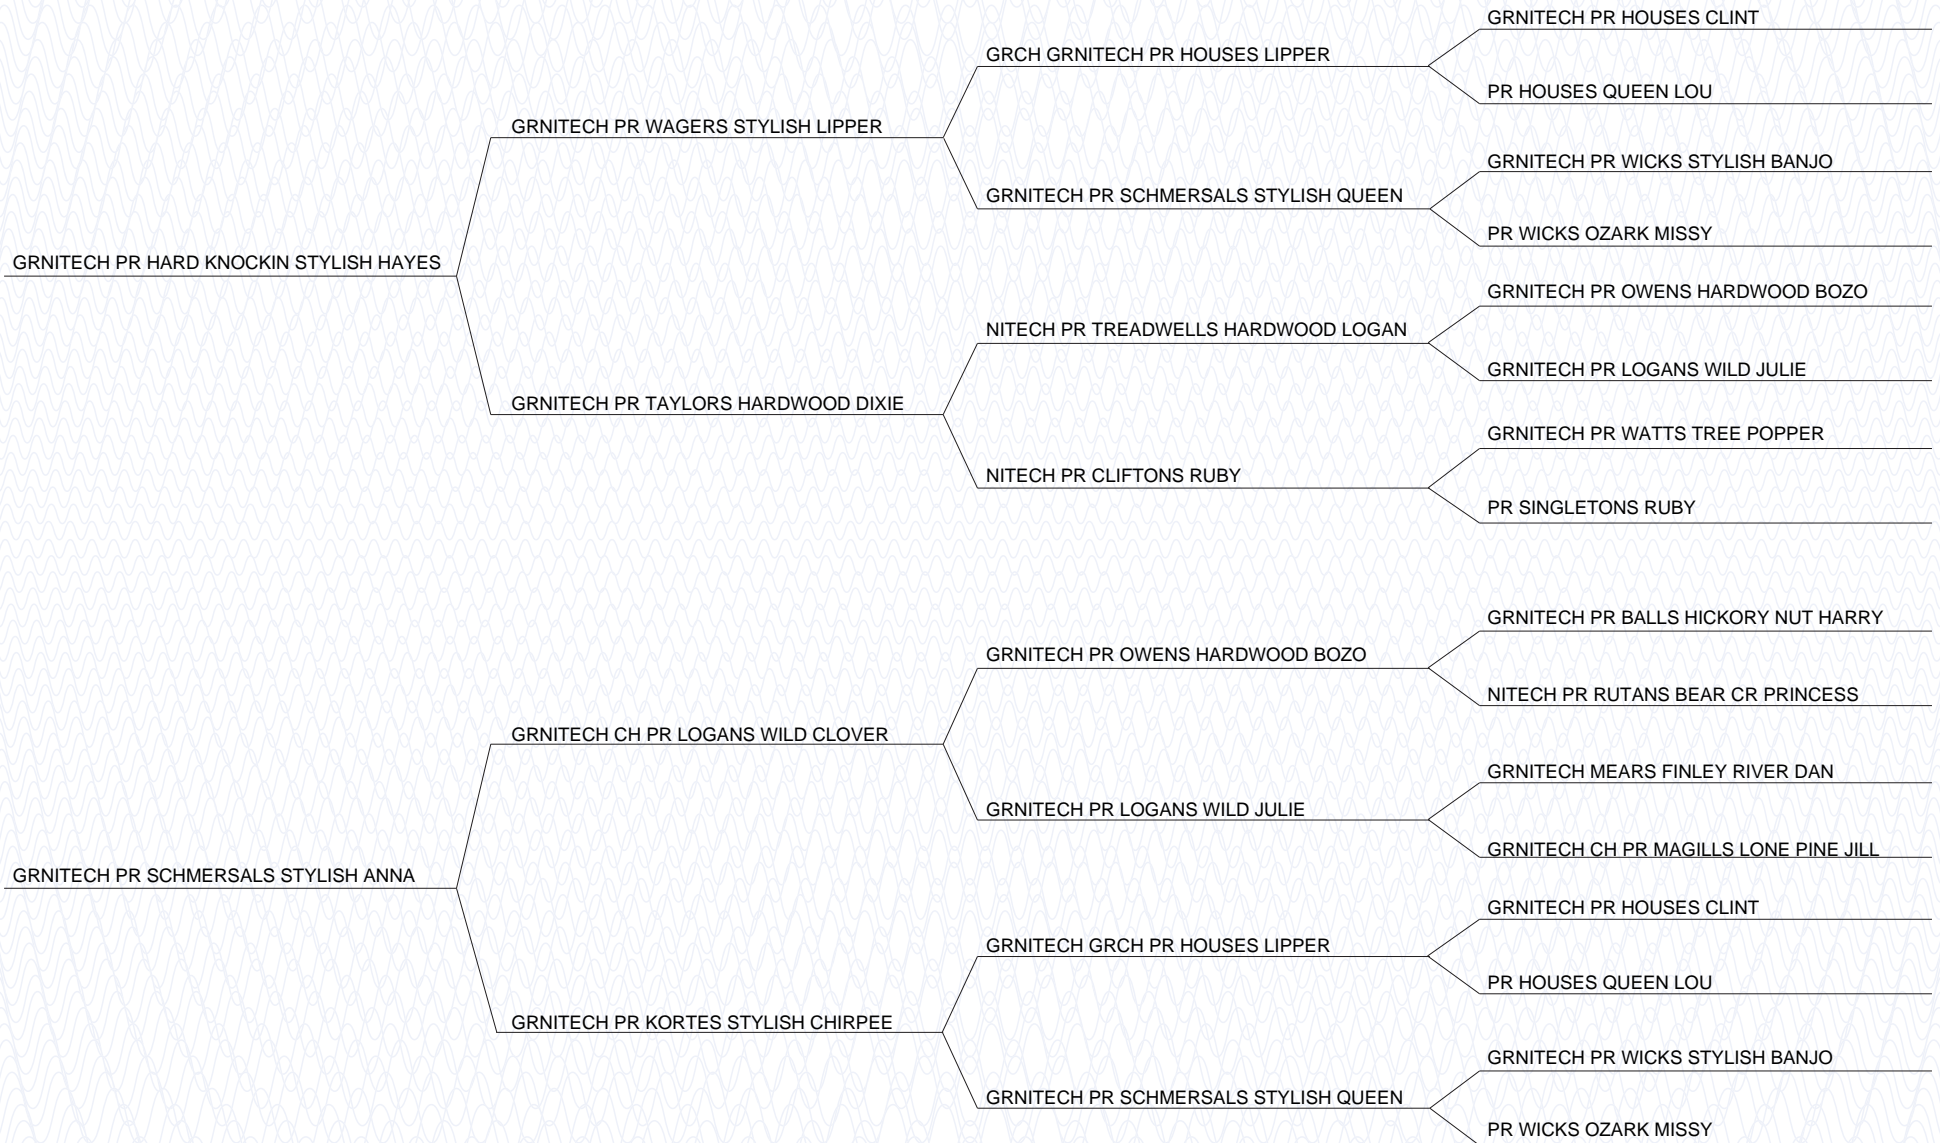 GRNITECH PR HOUSES CLINT
GRCH GRNITECH PR HOUSES LIPPER
PR HOUSES QUEEN LOU
GRNITECH PR WAGERS STYLISH LIPPER
GRNITECH PR WICKS STYLISH BANJO
GRNITECH PR SCHMERSALS STYLISH QUEEN
PR WICKS OZARK MISSY
GRNITECH PR HARD KNOCKIN STYLISH HAYES
GRNITECH PR OWENS HARDWOOD BOZO
NITECH PR TREADWELLS HARDWOOD LOGAN
GRNITECH PR LOGANS WILD JULIE
GRNITECH PR TAYLORS HARDWOOD DIXIE
GRNITECH PR WATTS TREE POPPER
NITECH PR CLIFTONS RUBY
PR SINGLETONS RUBY
GRNITECH PR BALLS HICKORY NUT HARRY
GRNITECH PR OWENS HARDWOOD BOZO
NITECH PR RUTANS BEAR CR PRINCESS
GRNITECH CH PR LOGANS WILD CLOVER
GRNITECH MEARS FINLEY RIVER DAN
GRNITECH PR LOGANS WILD JULIE
GRNITECH CH PR MAGILLS LONE PINE JILL
GRNITECH PR SCHMERSALS STYLISH ANNA
GRNITECH PR HOUSES CLINT
GRNITECH GRCH PR HOUSES LIPPER
PR HOUSES QUEEN LOU
GRNITECH PR KORTES STYLISH CHIRPEE
GRNITECH PR WICKS STYLISH BANJO
GRNITECH PR SCHMERSALS STYLISH QUEEN
PR WICKS OZARK MISSY